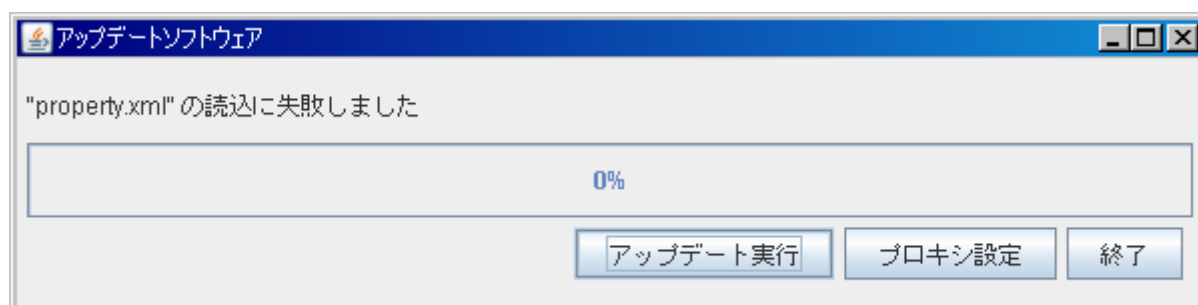 アップデートソフトウェア
"property.xml" の読込に失敗しました
0%
アップデート実行 プロキシ設定 終了